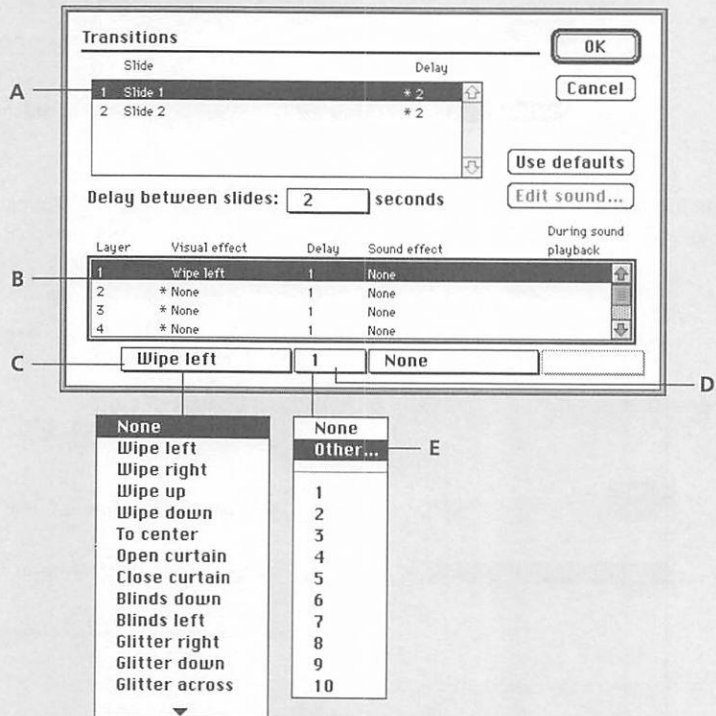 Transitions
OK
Slide Delay
A
1 Slide 1 * 2
Cancel
2 Slide 2 * 2
Use defaults
Delay between slides: 2 seconds
Edit sound...
During sound
Layer Visual effect Delay Sound effect playback
B
1 Wipe left 1 None
2 * None 1 None
3 * None 1 None
4 * None 1 None
C
Wipe left 1 None
D
None
Wipe left
Wipe right
Wipe up
Wipe down
To center
Open curtain
Close curtain
Blinds down
Blinds left
Glitter right
Glitter down
Glitter across
None
Other...
E
1
2
3
4
5
6
7
8
9
10